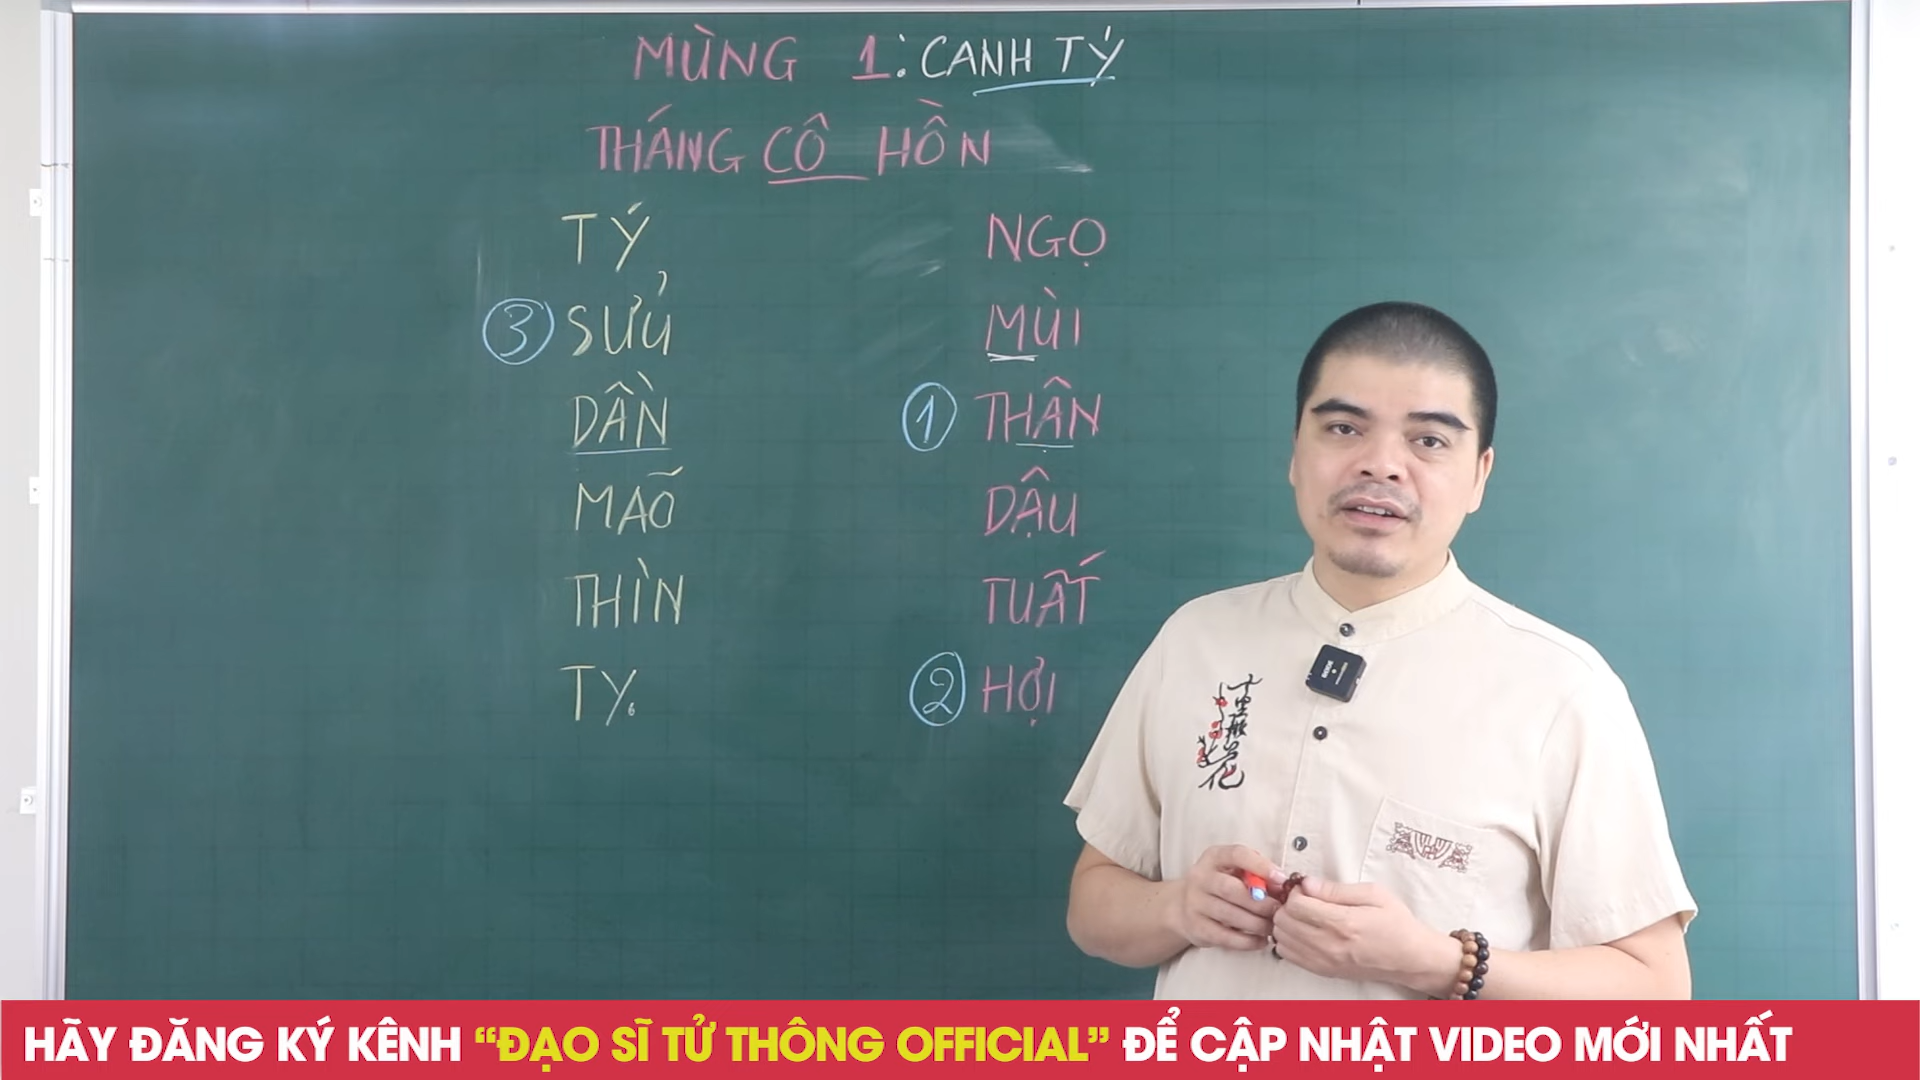 MÙNG 1: CANH TÝ
THÁNG CÔ HỒN
TÝ
③ SỬU
DẦN
MAÕ
THÌN
TỴ
NGỌ
MÙI
① THÂN
DẬU
TUẤT
② HỢI
HÃY ĐĂNG KÝ KÊNH “ĐẠO SĨ TỬ THÔNG OFFICIAL” ĐỂ CẬP NHẬT VIDEO MỚI NHẤT